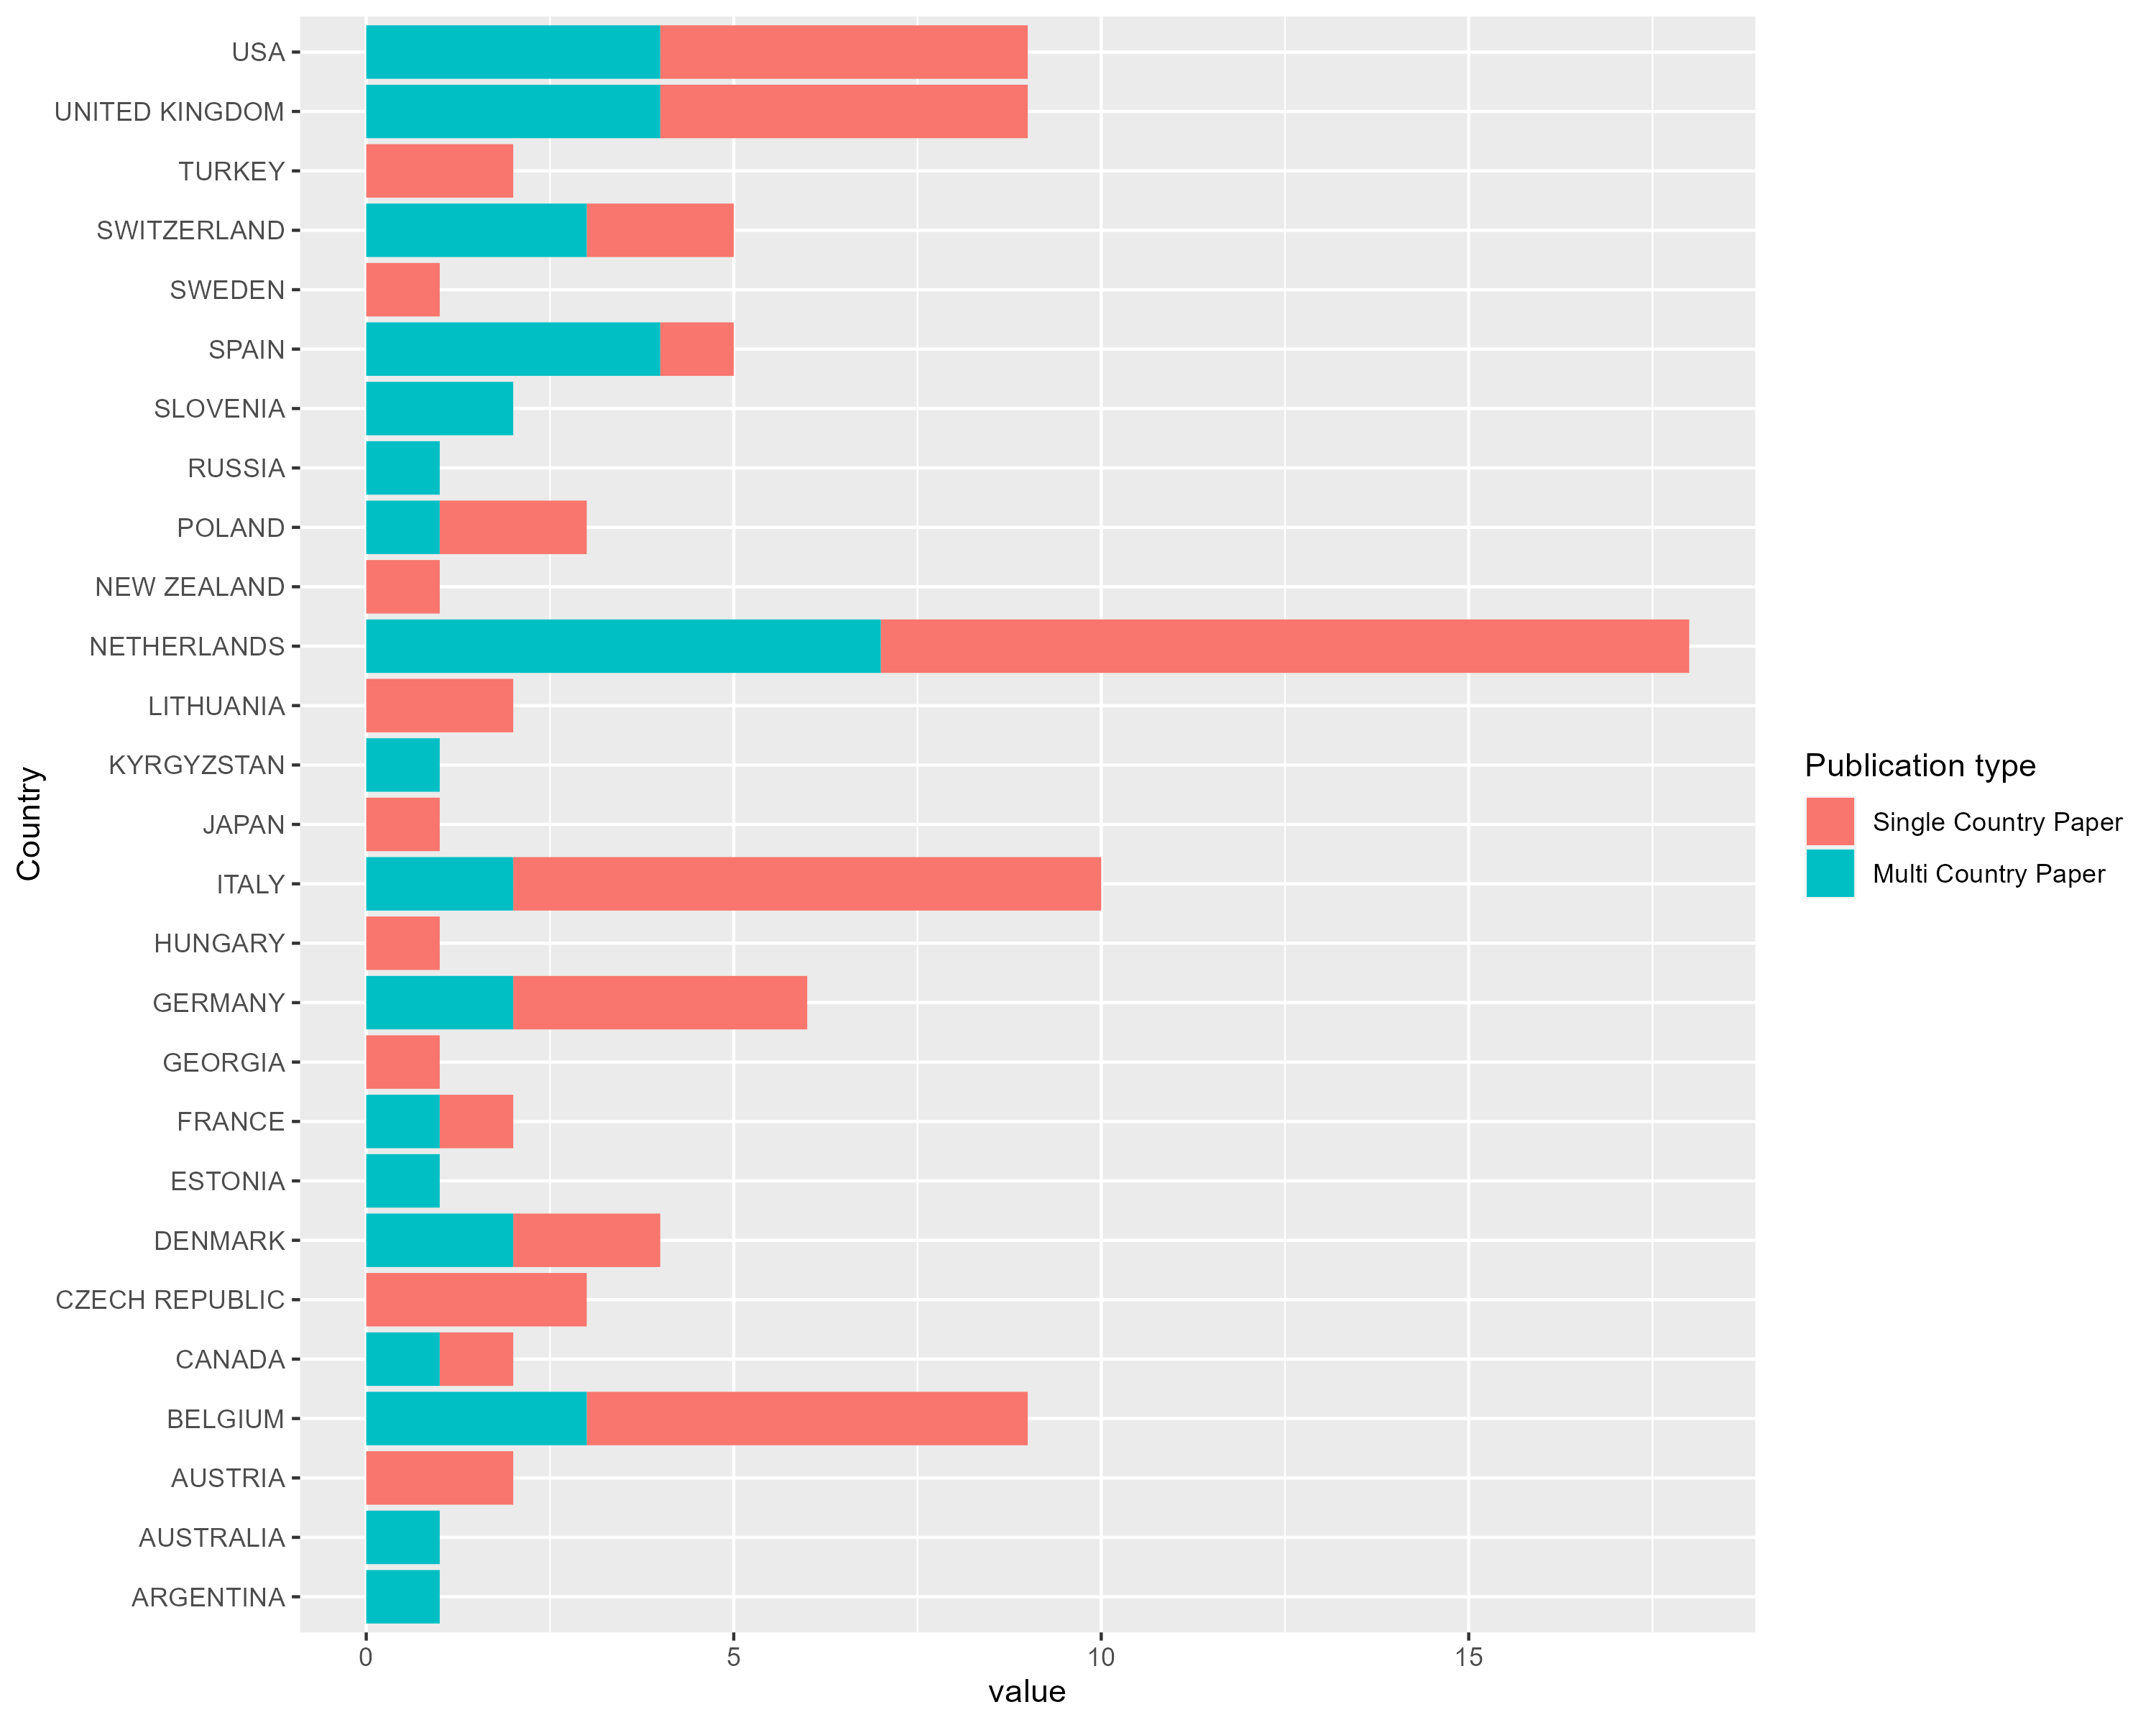 USA
UNITED KINGDOM
TURKEY
SWITZERLAND
SWEDEN
SPAIN
SLOVENIA
RUSSIA
POLAND
NEW ZEALAND
NETHERLANDS
LITHUANIA
KYRGYZSTAN
JAPAN
ITALY
HUNGARY
GERMANY
GEORGIA
FRANCE
ESTONIA
DENMARK
CZECH REPUBLIC
CANADA
BELGIUM
AUSTRIA
AUSTRALIA
ARGENTINA
Country
0 5 10 15
value
Publication type
Single Country Paper
Multi Country Paper